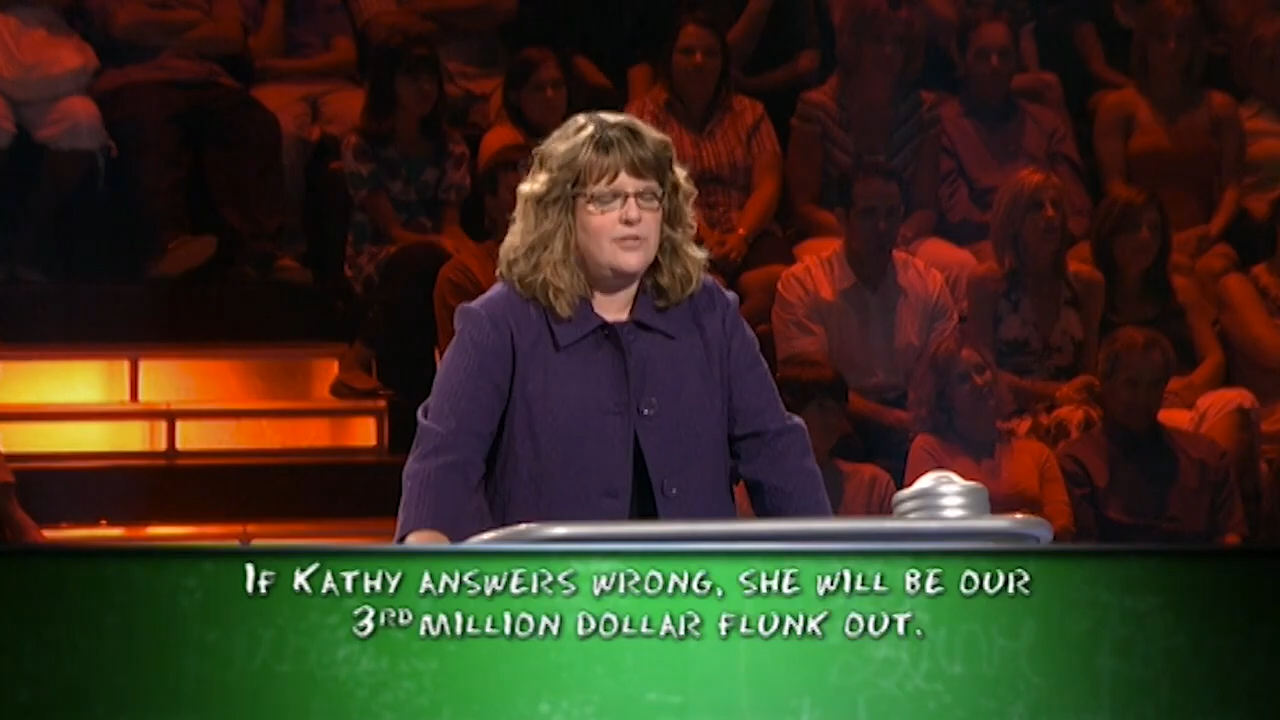 IF KATHY ANSWERS WRONG, SHE WILL BE OUR
3RD MILLION DOLLAR FLUNK OUT.